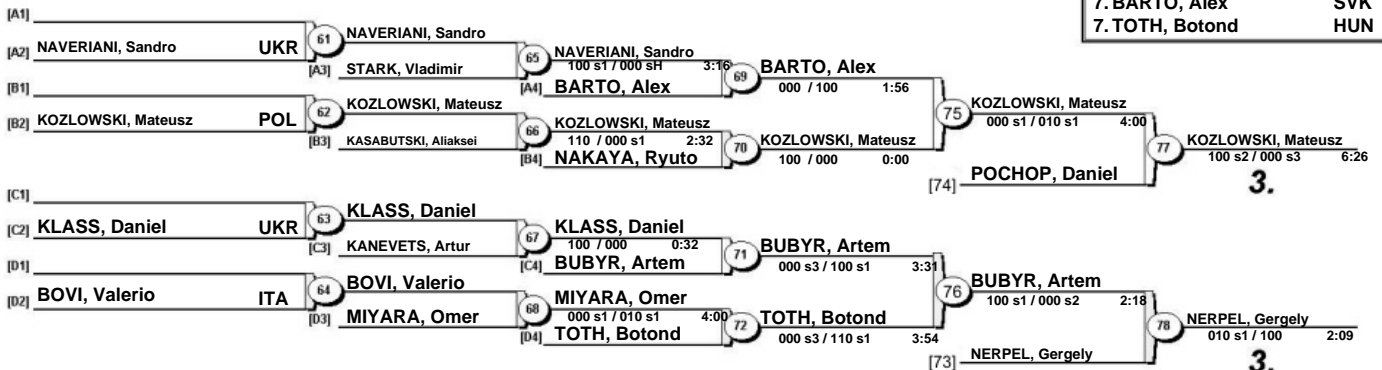 7. BARTO, Alex SVK
7. TOTH, Botond HUN
[A1]
[A2] NAVERIANI, Sandro UKR
61
NAVERIANI, Sandro
[A3] STARK, Vladimir
65
NAVERIANI, Sandro
100 s1 / 000 sH 3:16
[A4] BARTO, Alex
69
BARTO, Alex
000 / 100 1:56
[B1]
[B2] KOZLOWSKI, Mateusz POL
62
KOZLOWSKI, Mateusz
[B3] KASABUTSKI, Aliaksei
66
KOZLOWSKI, Mateusz
110 / 000 s1 2:32
[B4] NAKAYA, Ryuto
70
KOZLOWSKI, Mateusz
100 / 000 0:00
75
KOZLOWSKI, Mateusz
000 s1 / 010 s1 4:00
[74] POCHOP, Daniel
77
KOZLOWSKI, Mateusz
100 s2 / 000 s3 6:26
3.
[C1]
[C2] KLASS, Daniel UKR
63
KLASS, Daniel
[C3] KANEVETS, Artur
67
KLASS, Daniel
100 / 000 0:32
[C4] BUBYR, Artem
71
BUBYR, Artem
000 s3 / 100 s1 3:31
[D1]
[D2] BOVI, Valerio ITA
64
BOVI, Valerio
[D3] MIYARA, Omer
68
MIYARA, Omer
000 s1 / 010 s1 4:00
[D4] TOTH, Botond
72
TOTH, Botond
000 s3 / 110 s1 3:54
76
BUBYR, Artem
100 s1 / 000 s2 2:18
[73] NERPEL, Gergely
78
NERPEL, Gergely
010 s1 / 100 2:09
3.